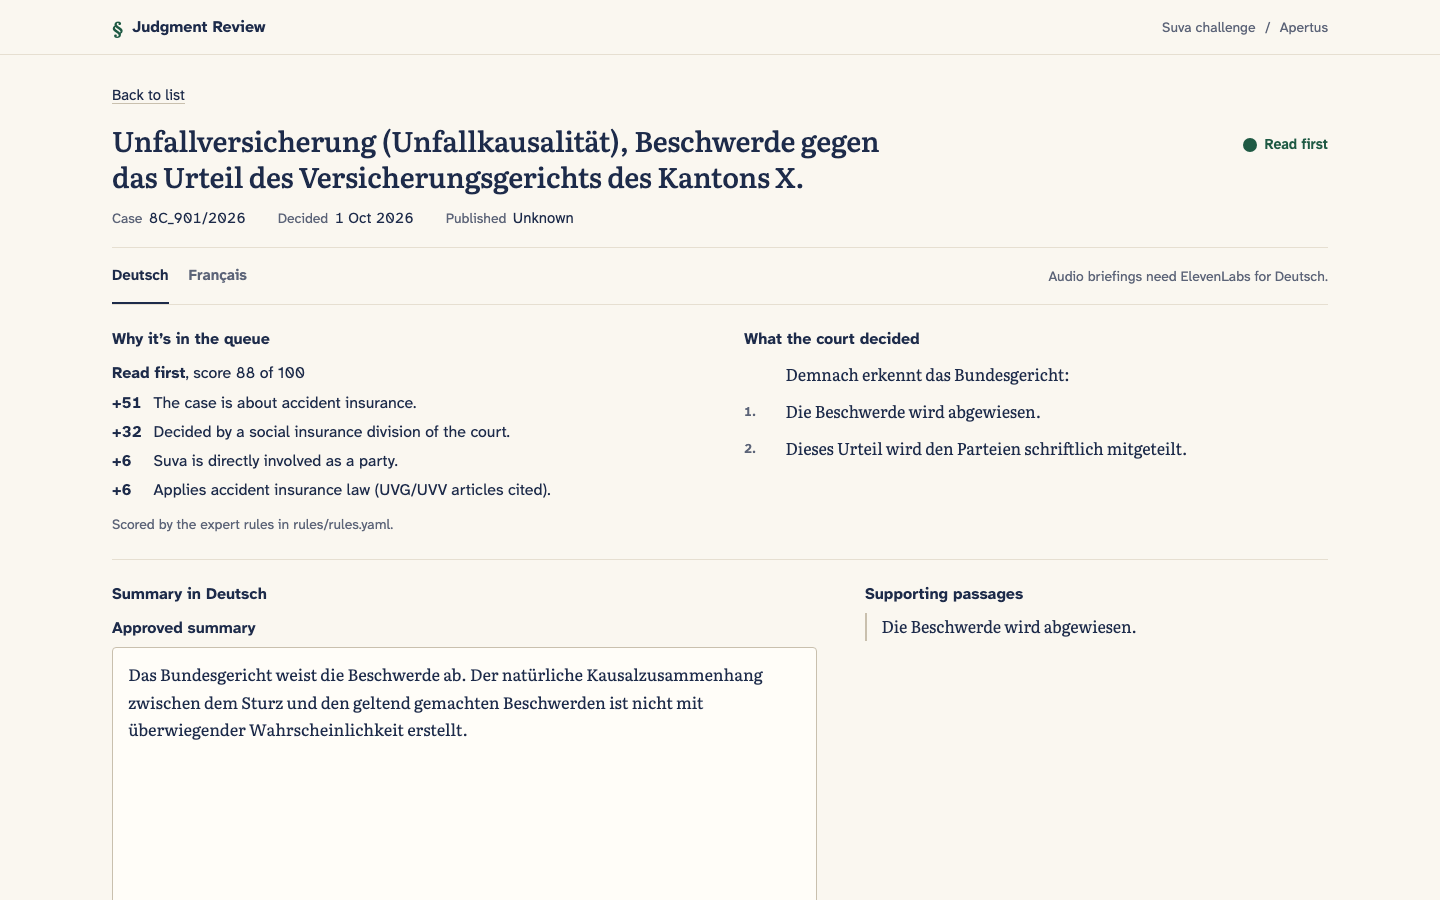 § Judgment Review
Suva challenge / Apertus
Back to list
Unfallversicherung (Unfallkausalität), Beschwerde gegen
das Urteil des Versicherungsgerichts des Kantons X.
Read first
Case 8C_901/2026 Decided 1 Oct 2026 Published Unknown
Deutsch Français
Audio briefings need ElevenLabs for Deutsch.
Why it’s in the queue
Read first, score 88 of 100
+51 The case is about accident insurance.
+32 Decided by a social insurance division of the court.
+6 Suva is directly involved as a party.
+6 Applies accident insurance law (UVG/UVV articles cited).
Scored by the expert rules in rules/rules.yaml.
What the court decided
Demnach erkennt das Bundesgericht:
1. Die Beschwerde wird abgewiesen.
2. Dieses Urteil wird den Parteien schriftlich mitgeteilt.
Summary in Deutsch
Approved summary
Das Bundesgericht weist die Beschwerde ab. Der natürliche Kausalzusammenhang
zwischen dem Sturz und den geltend gemachten Beschwerden ist nicht mit
überwiegender Wahrscheinlichkeit erstellt.
Supporting passages
Die Beschwerde wird abgewiesen.